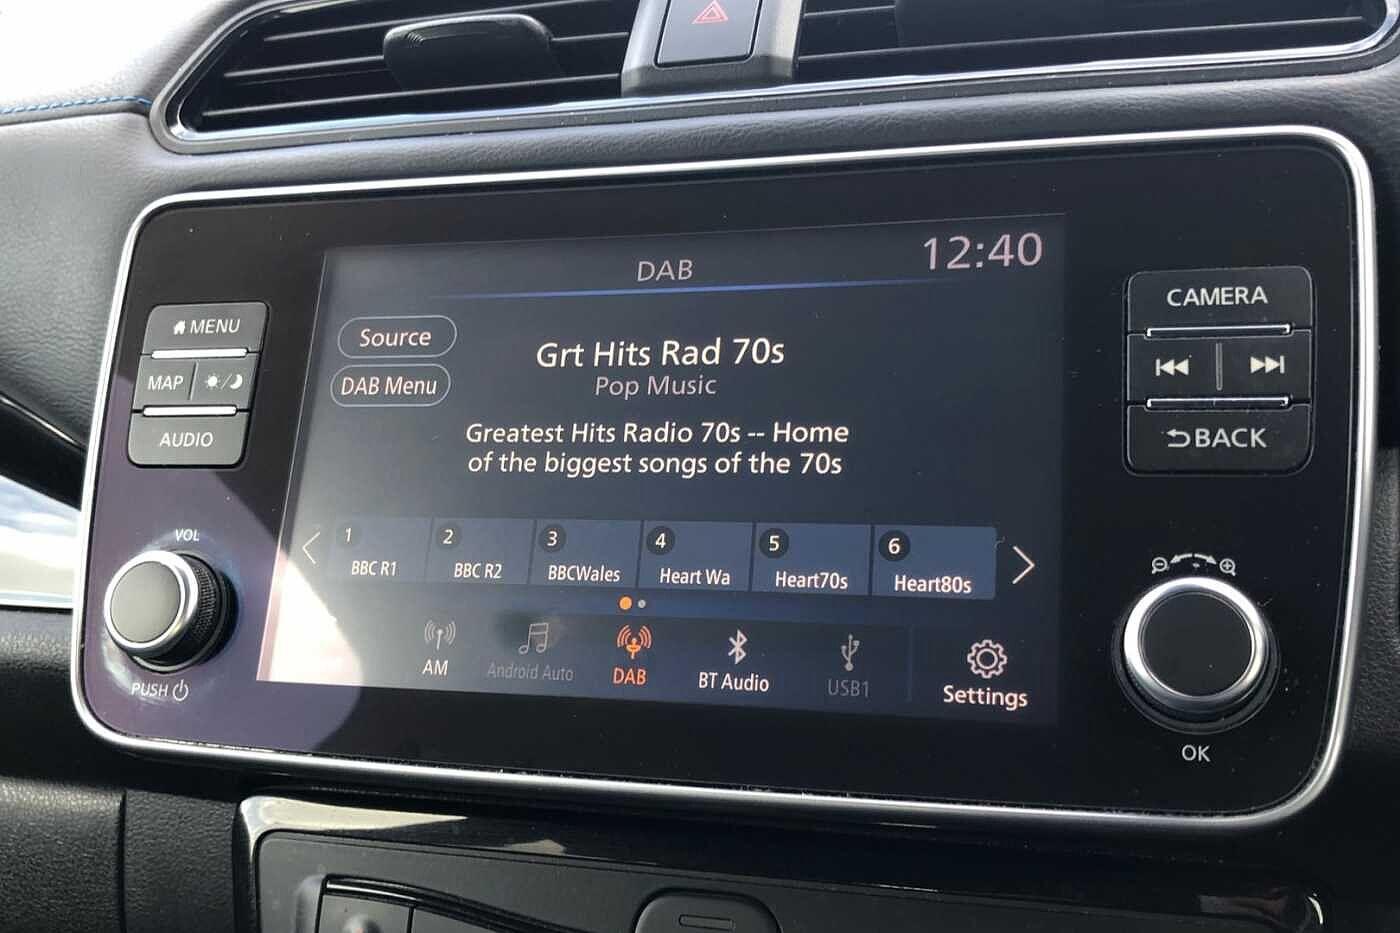 DAB
12:40
MENU
MAP
AUDIO
VOL
PUSH
Source
DAB Menu
Grt Hits Rad 70s
Pop Music
Greatest Hits Radio 70s -- Home
of the biggest songs of the 70s
1 BBC R1
2 BBC R2
3 BBCWales
4 Heart Wa
5 Heart70s
6 Heart80s
AM
Android Auto
DAB
BT Audio
USB1
Settings
CAMERA
BACK
OK